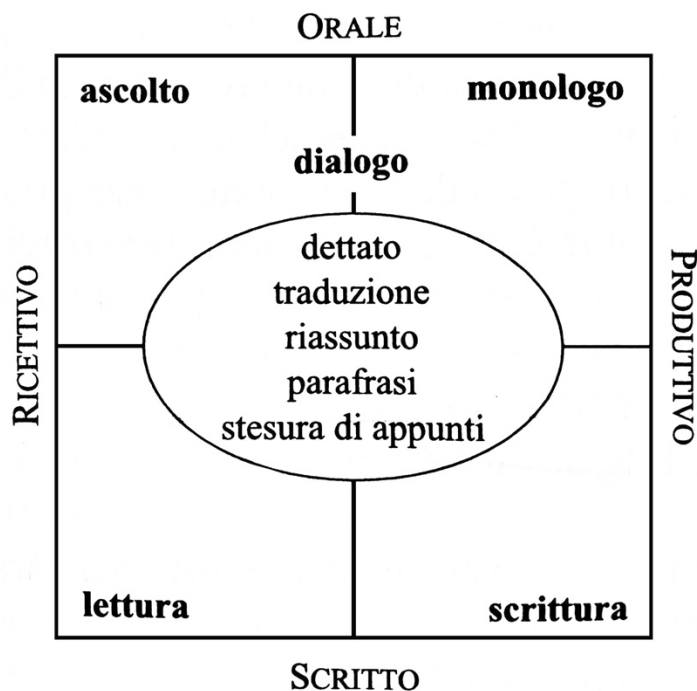 ORALE
ascolto
monologo
dialogo
dettato
traduzione
riassunto
parafrasi
stesura di appunti
RICETTIVO
PRODUTTIVO
lettura
scrittura
SCRITTO